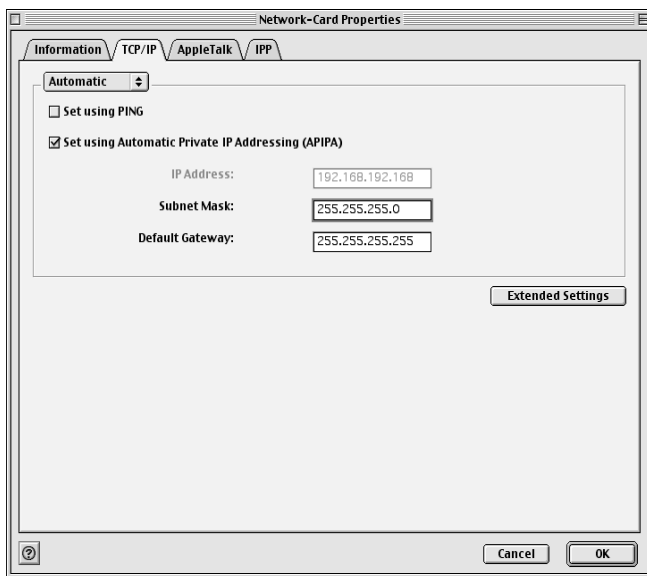 Network-Card Properties
Information
TCP/IP
AppleTalk
IPP
Automatic
Set using PING
Set using Automatic Private IP Addressing (APIPA)
IP Address:
192.168.192.168
Subnet Mask:
255.255.255.0
Default Gateway:
255.255.255.255
Extended Settings
?
Cancel
OK